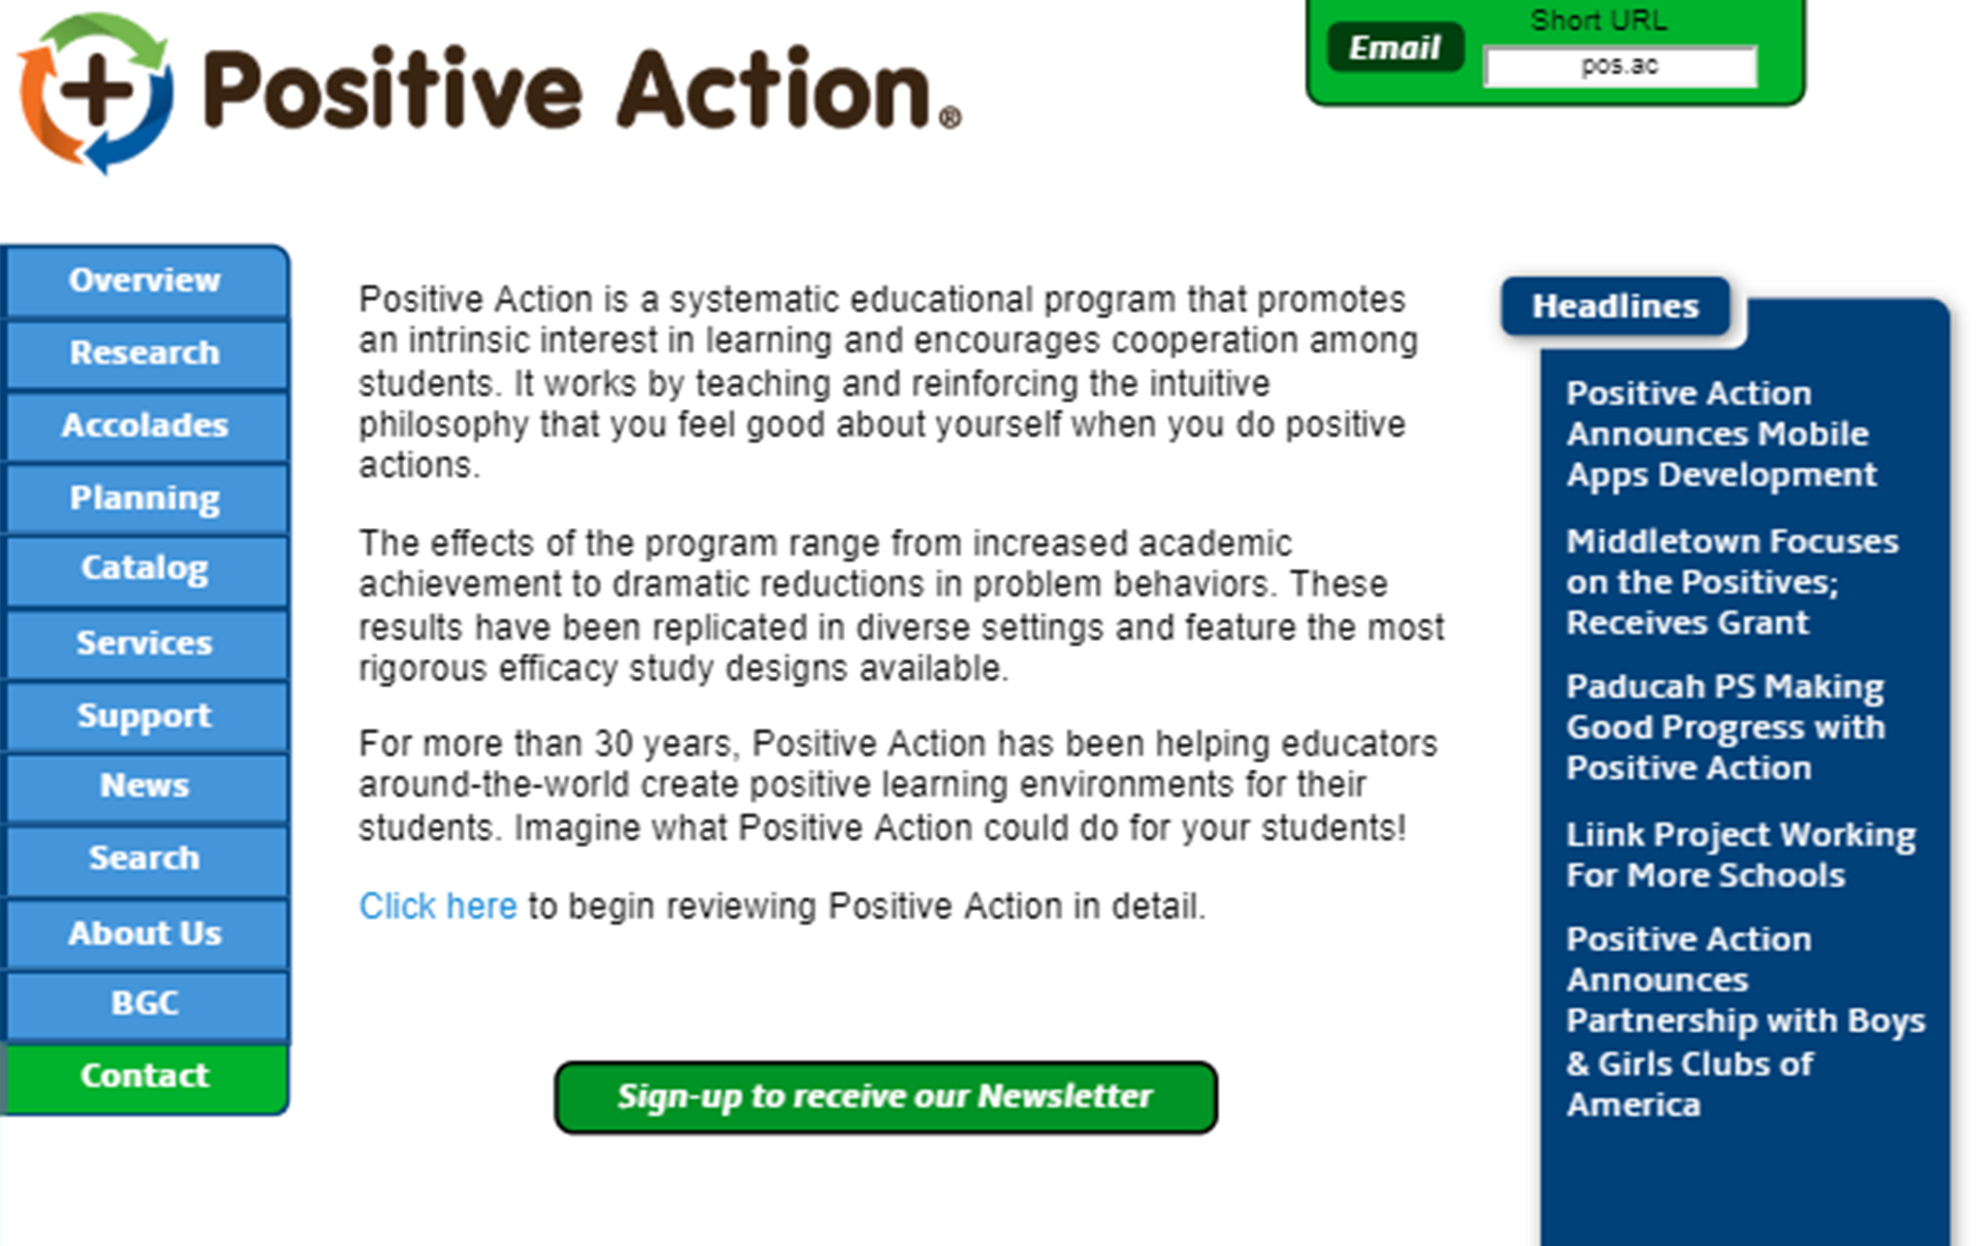 Positive Action®
Email
Short URL
pos.ac
Overview
Research
Accolades
Planning
Catalog
Services
Support
News
Search
About Us
BGC
Contact
Positive Action is a systematic educational program that promotes
an intrinsic interest in learning and encourages cooperation among
students. It works by teaching and reinforcing the intuitive
philosophy that you feel good about yourself when you do positive
actions.
The effects of the program range from increased academic
achievement to dramatic reductions in problem behaviors. These
results have been replicated in diverse settings and feature the most
rigorous efficacy study designs available.
For more than 30 years, Positive Action has been helping educators
around-the-world create positive learning environments for their
students. Imagine what Positive Action could do for your students!
Click here to begin reviewing Positive Action in detail.
Sign-up to receive our Newsletter
Headlines
Positive Action
Announces Mobile
Apps Development
Middletown Focuses
on the Positives;
Receives Grant
Paducah PS Making
Good Progress with
Positive Action
Liink Project Working
For More Schools
Positive Action
Announces
Partnership with Boys
& Girls Clubs of
America